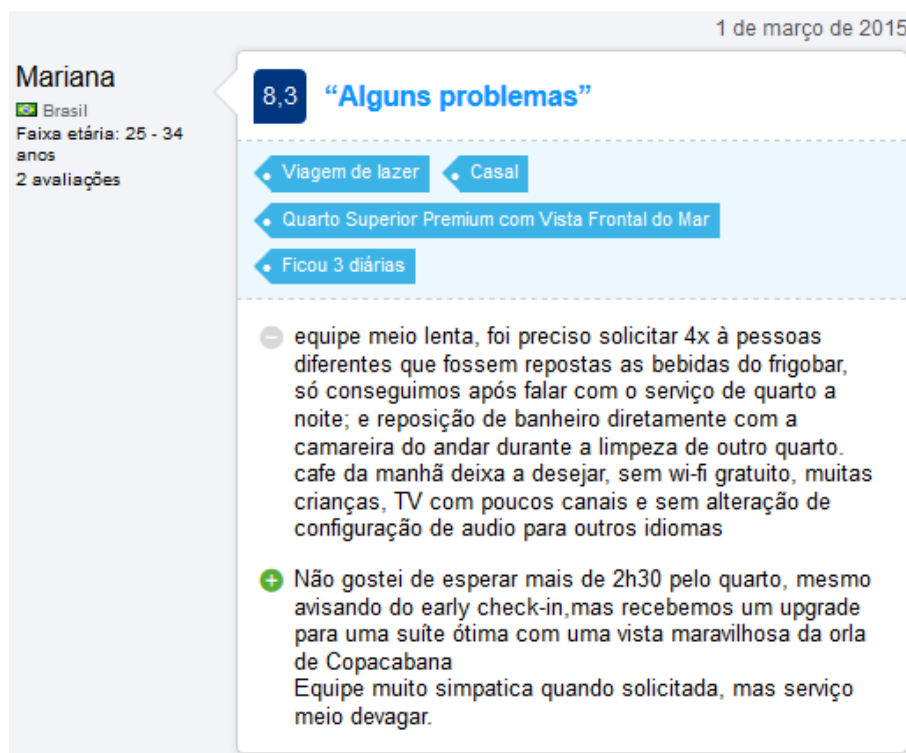 1 de março de 2015
Mariana
Brasil
Faixa etária: 25 - 34
anos
2 avaliações
8,3
“Alguns problemas”
Viagem de lazer
Casal
Quarto Superior Premium com Vista Frontal do Mar
Ficou 3 diárias
equipe meio lenta, foi preciso solicitar 4x à pessoas
diferentes que fossem repostas as bebidas do frigobar,
só conseguimos após falar com o serviço de quarto a
noite; e reposição de banheiro diretamente com a
camareira do andar durante a limpeza de outro quarto.
cafe da manhã deixa a desejar, sem wi-fi gratuito, muitas
crianças, TV com poucos canais e sem alteração de
configuração de audio para outros idiomas
Não gostei de esperar mais de 2h30 pelo quarto, mesmo
avisando do early check-in,mas recebemos um upgrade
para uma suíte ótima com uma vista maravilhosa da orla
de Copacabana
Equipe muito simpatica quando solicitada, mas serviço
meio devagar.